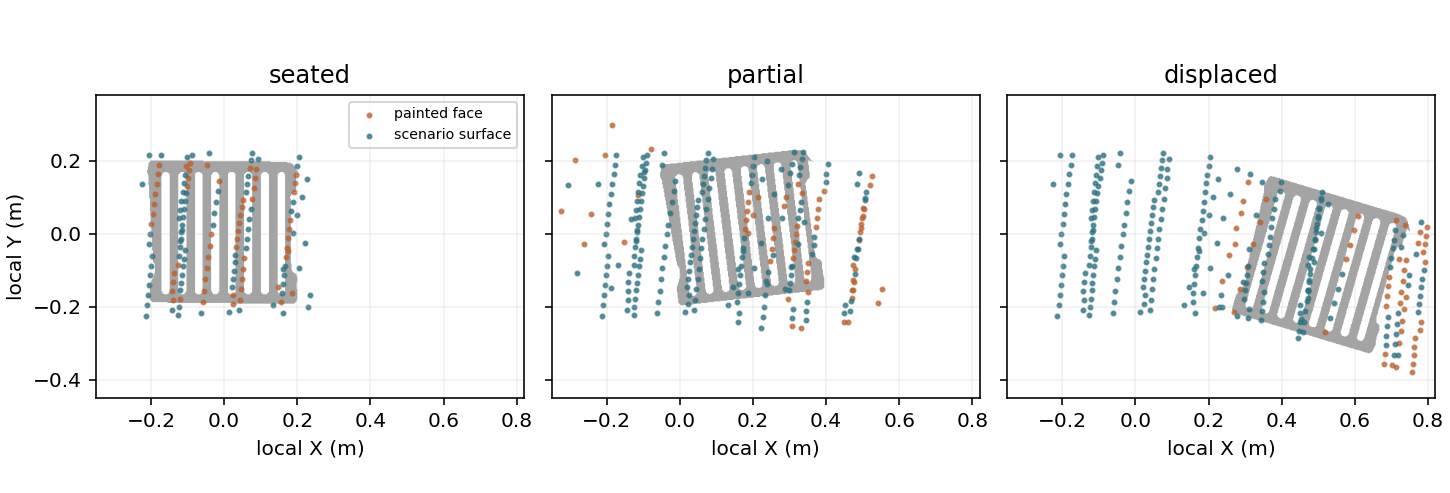 seated
partial
displaced
painted face
scenario surface
local Y (m)
0.2
0.0
−0.2
−0.4
−0.2 0.0 0.2 0.4 0.6 0.8
−0.2 0.0 0.2 0.4 0.6 0.8
−0.2 0.0 0.2 0.4 0.6 0.8
local X (m)
local X (m)
local X (m)